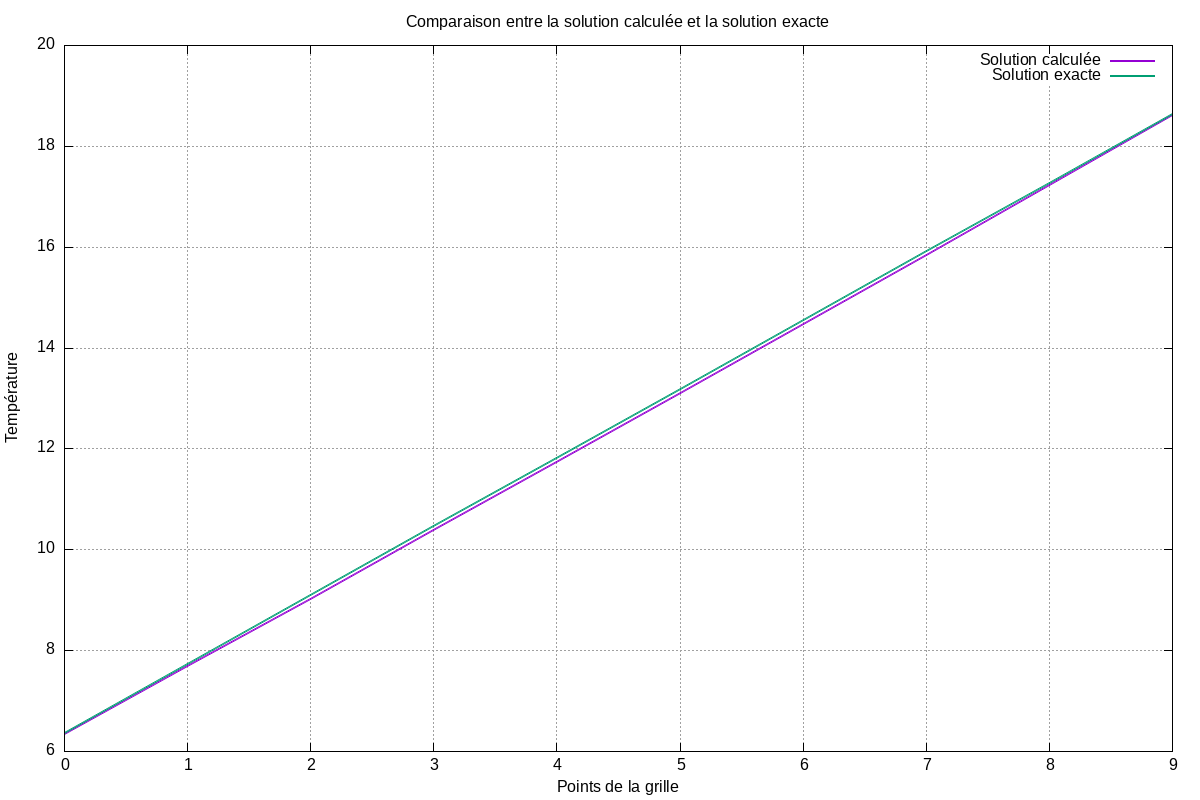 Comparaison entre la solution calculée et la solution exacte
20
Solution calculée
Solution exacte
18
16
14
Température
12
10
8
6
0 1 2 3 4 5 6 7 8 9
Points de la grille